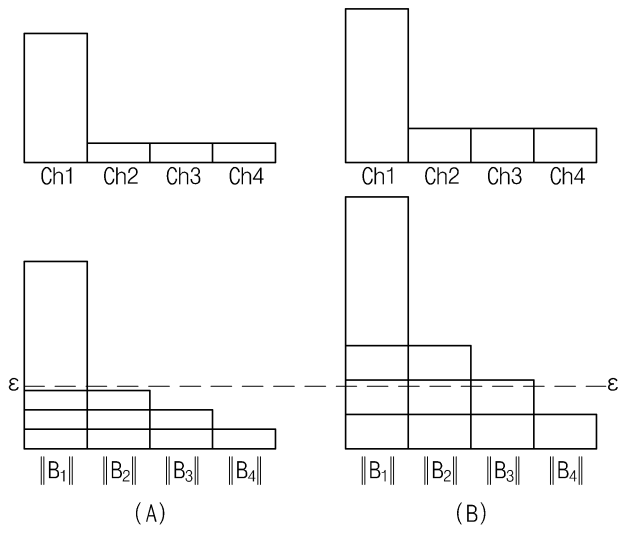 Ch1 Ch2 Ch3 Ch4
Ch1 Ch2 Ch3 Ch4
ε ε
‖B₁‖ ‖B₂‖ ‖B₃‖ ‖B₄‖
‖B₁‖ ‖B₂‖ ‖B₃‖ ‖B₄‖
(A)
(B)